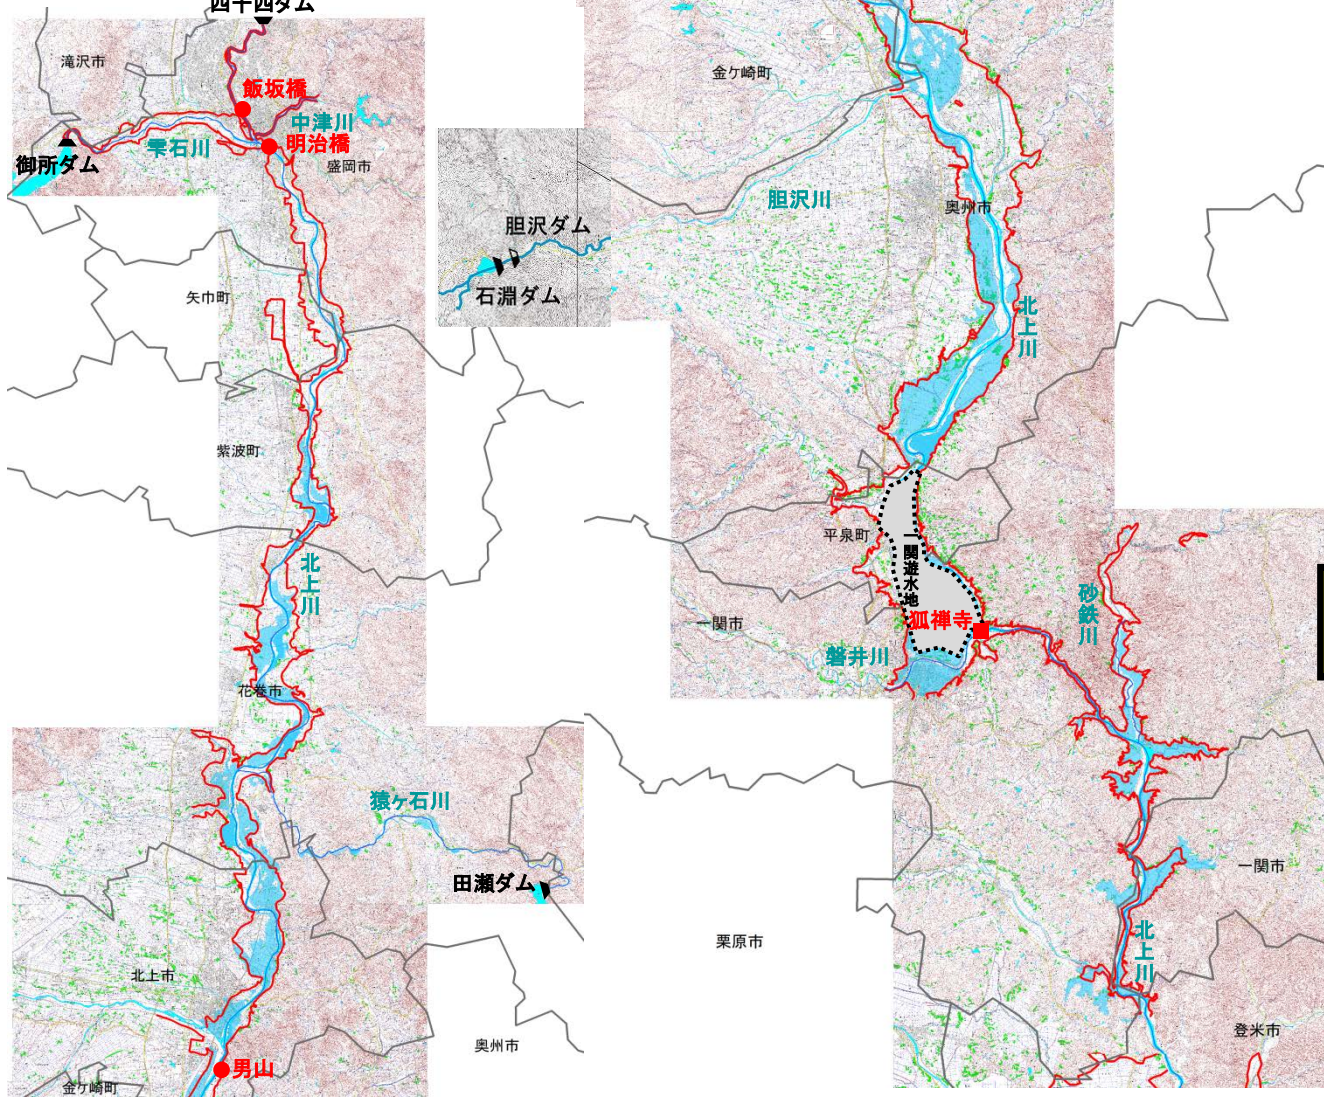 四十四ダム
滝沢市
飯坂橋
中津川
雫石川
明治橋
御所ダム
盛岡市
矢巾町
紫波町
北上川
花巻市
猿ヶ石川
田瀬ダム
北上市
奥州市
男山
金ケ崎町
金ケ崎町
胆沢川
奥州市
胆沢ダム
石淵ダム
北上川
平泉町
一関遊水地
砂鉄川
狐禅寺
一関市
磐井川
一関市
栗原市
北上川
登米市